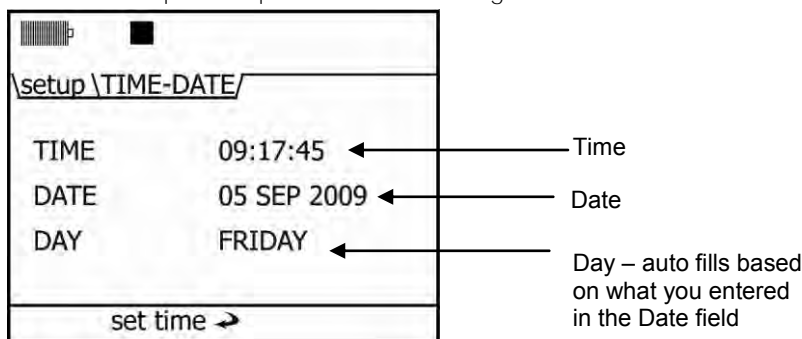 \setup \TIME-DATE/
TIME 09:17:45
DATE 05 SEP 2009
DAY FRIDAY
set time
Time
Date
Day – auto fills based
on what you entered
in the Date field